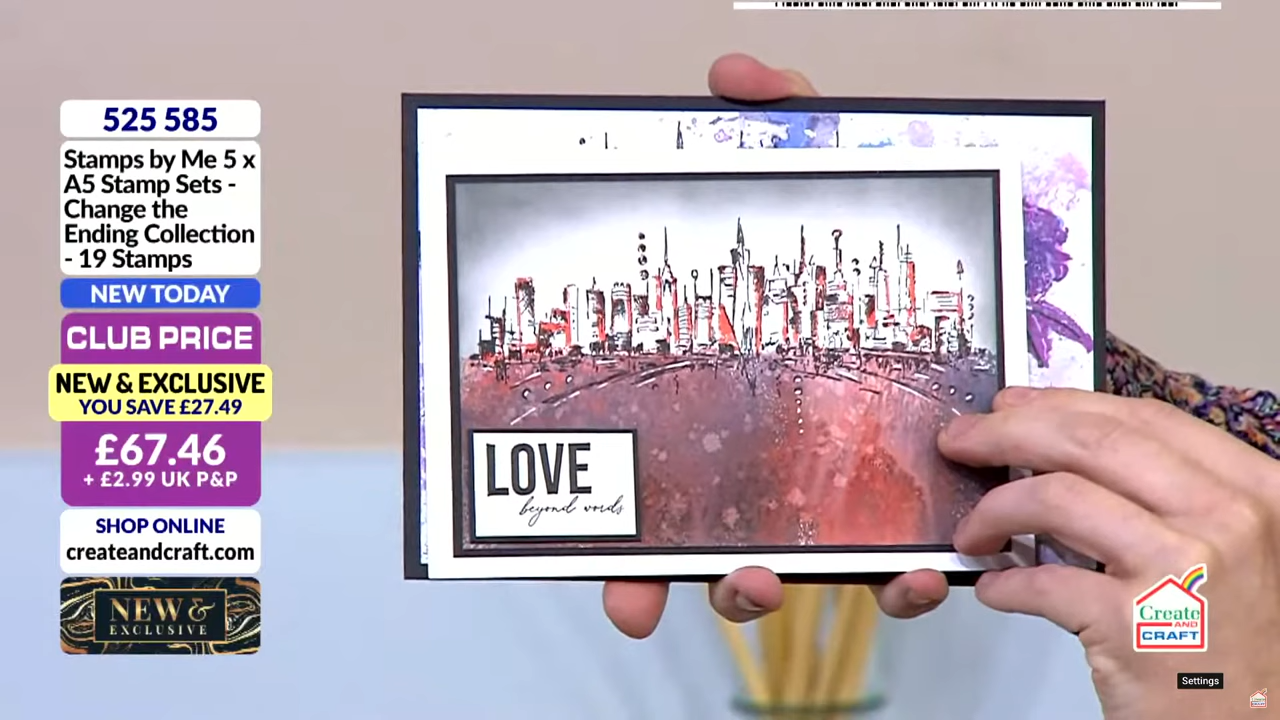 525 585
Stamps by Me 5 x
A5 Stamp Sets -
Change the
Ending Collection
- 19 Stamps
NEW TODAY
CLUB PRICE
NEW & EXCLUSIVE
YOU SAVE £27.49
£67.46
+ £2.99 UK P&P
SHOP ONLINE
createandcraft.com
NEW &
EXCLUSIVE
LOVE
beyond words
Create
AND
CRAFT
Settings